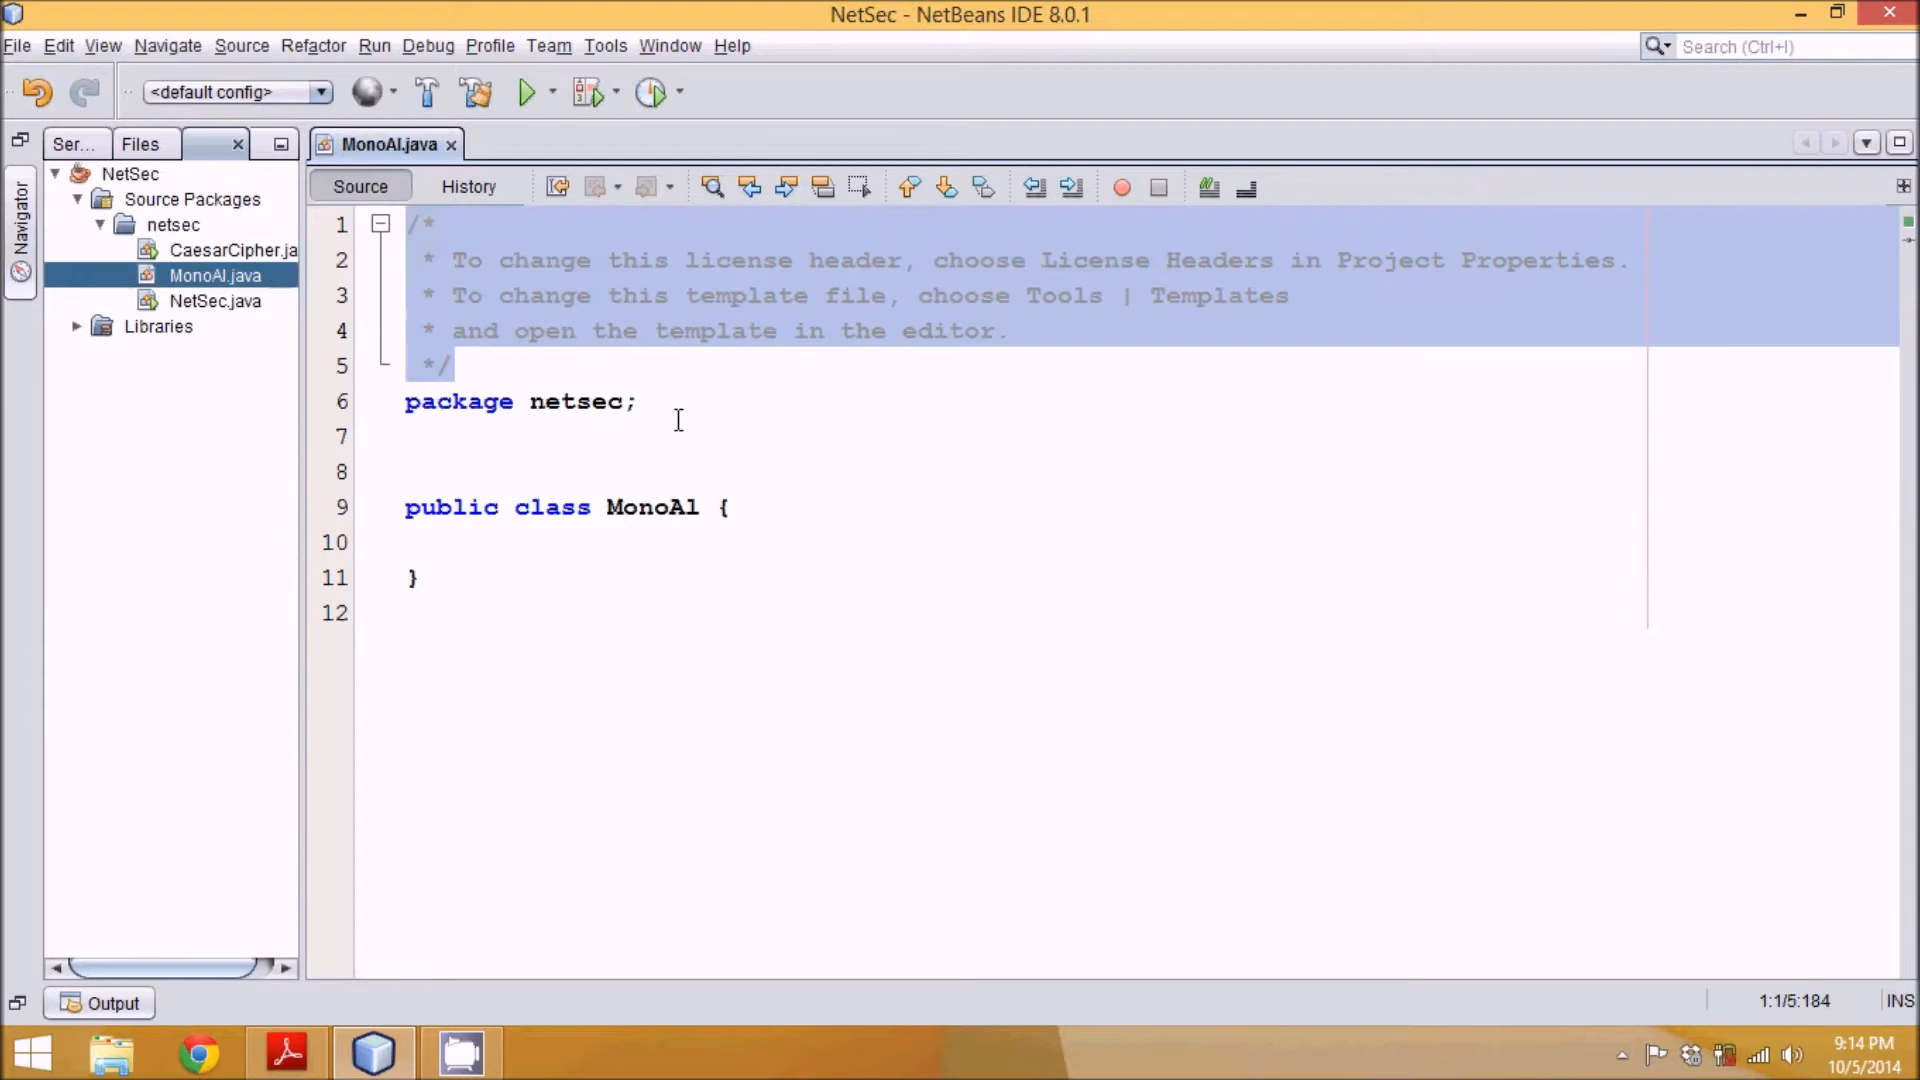 NetSec - NetBeans IDE 8.0.1
File Edit View Navigate Source Refactor Run Debug Profile Team Tools Window Help
Search (Ctrl+I)
<default config>
Ser... Files
MonoAl.java
Navigator
NetSec
Source Packages
netsec
CaesarCipher.ja
MonoAl.java
NetSec.java
Libraries
Source History
1 /*
2 * To change this license header, choose License Headers in Project Properties.
3 * To change this template file, choose Tools | Templates
4 * and open the template in the editor.
5 */
6 package netsec;
7
8
9 public class MonoAl {
10
11 }
12
Output
1:1/5:184 INS
9:14 PM
10/5/2014